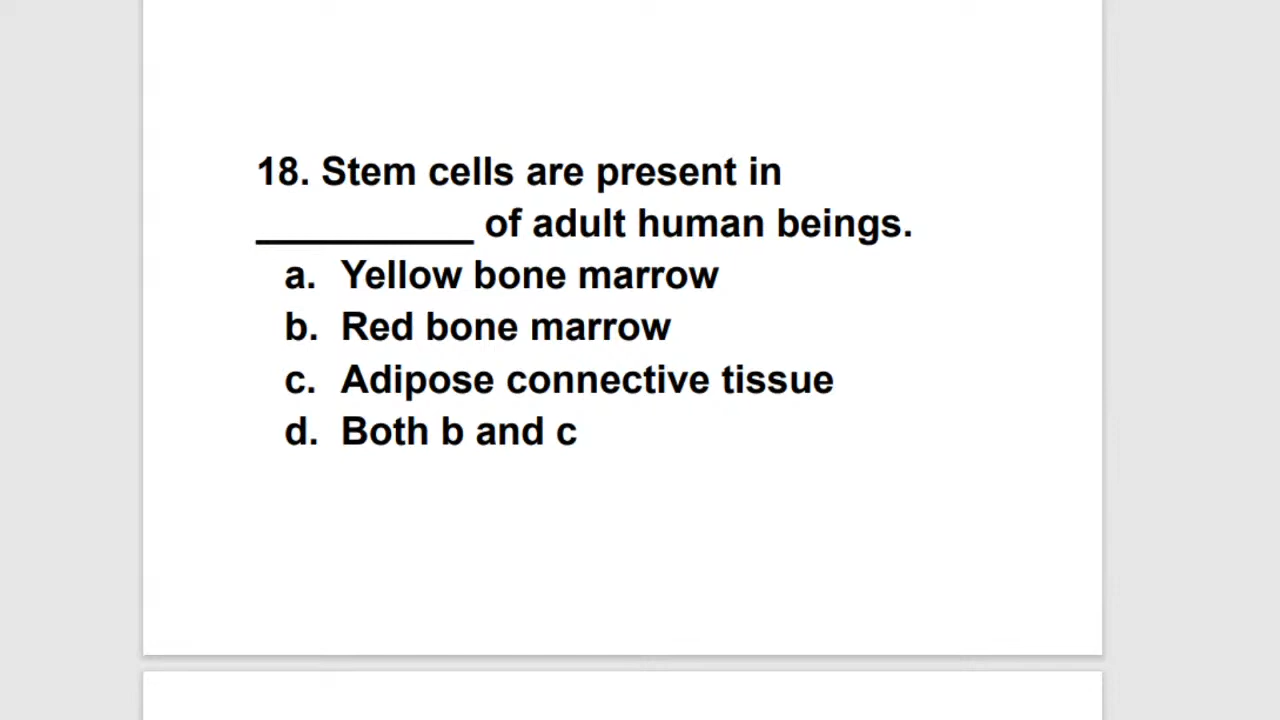 18. Stem cells are present in
__________ of adult human beings.
a. Yellow bone marrow
b. Red bone marrow
c. Adipose connective tissue
d. Both b and c